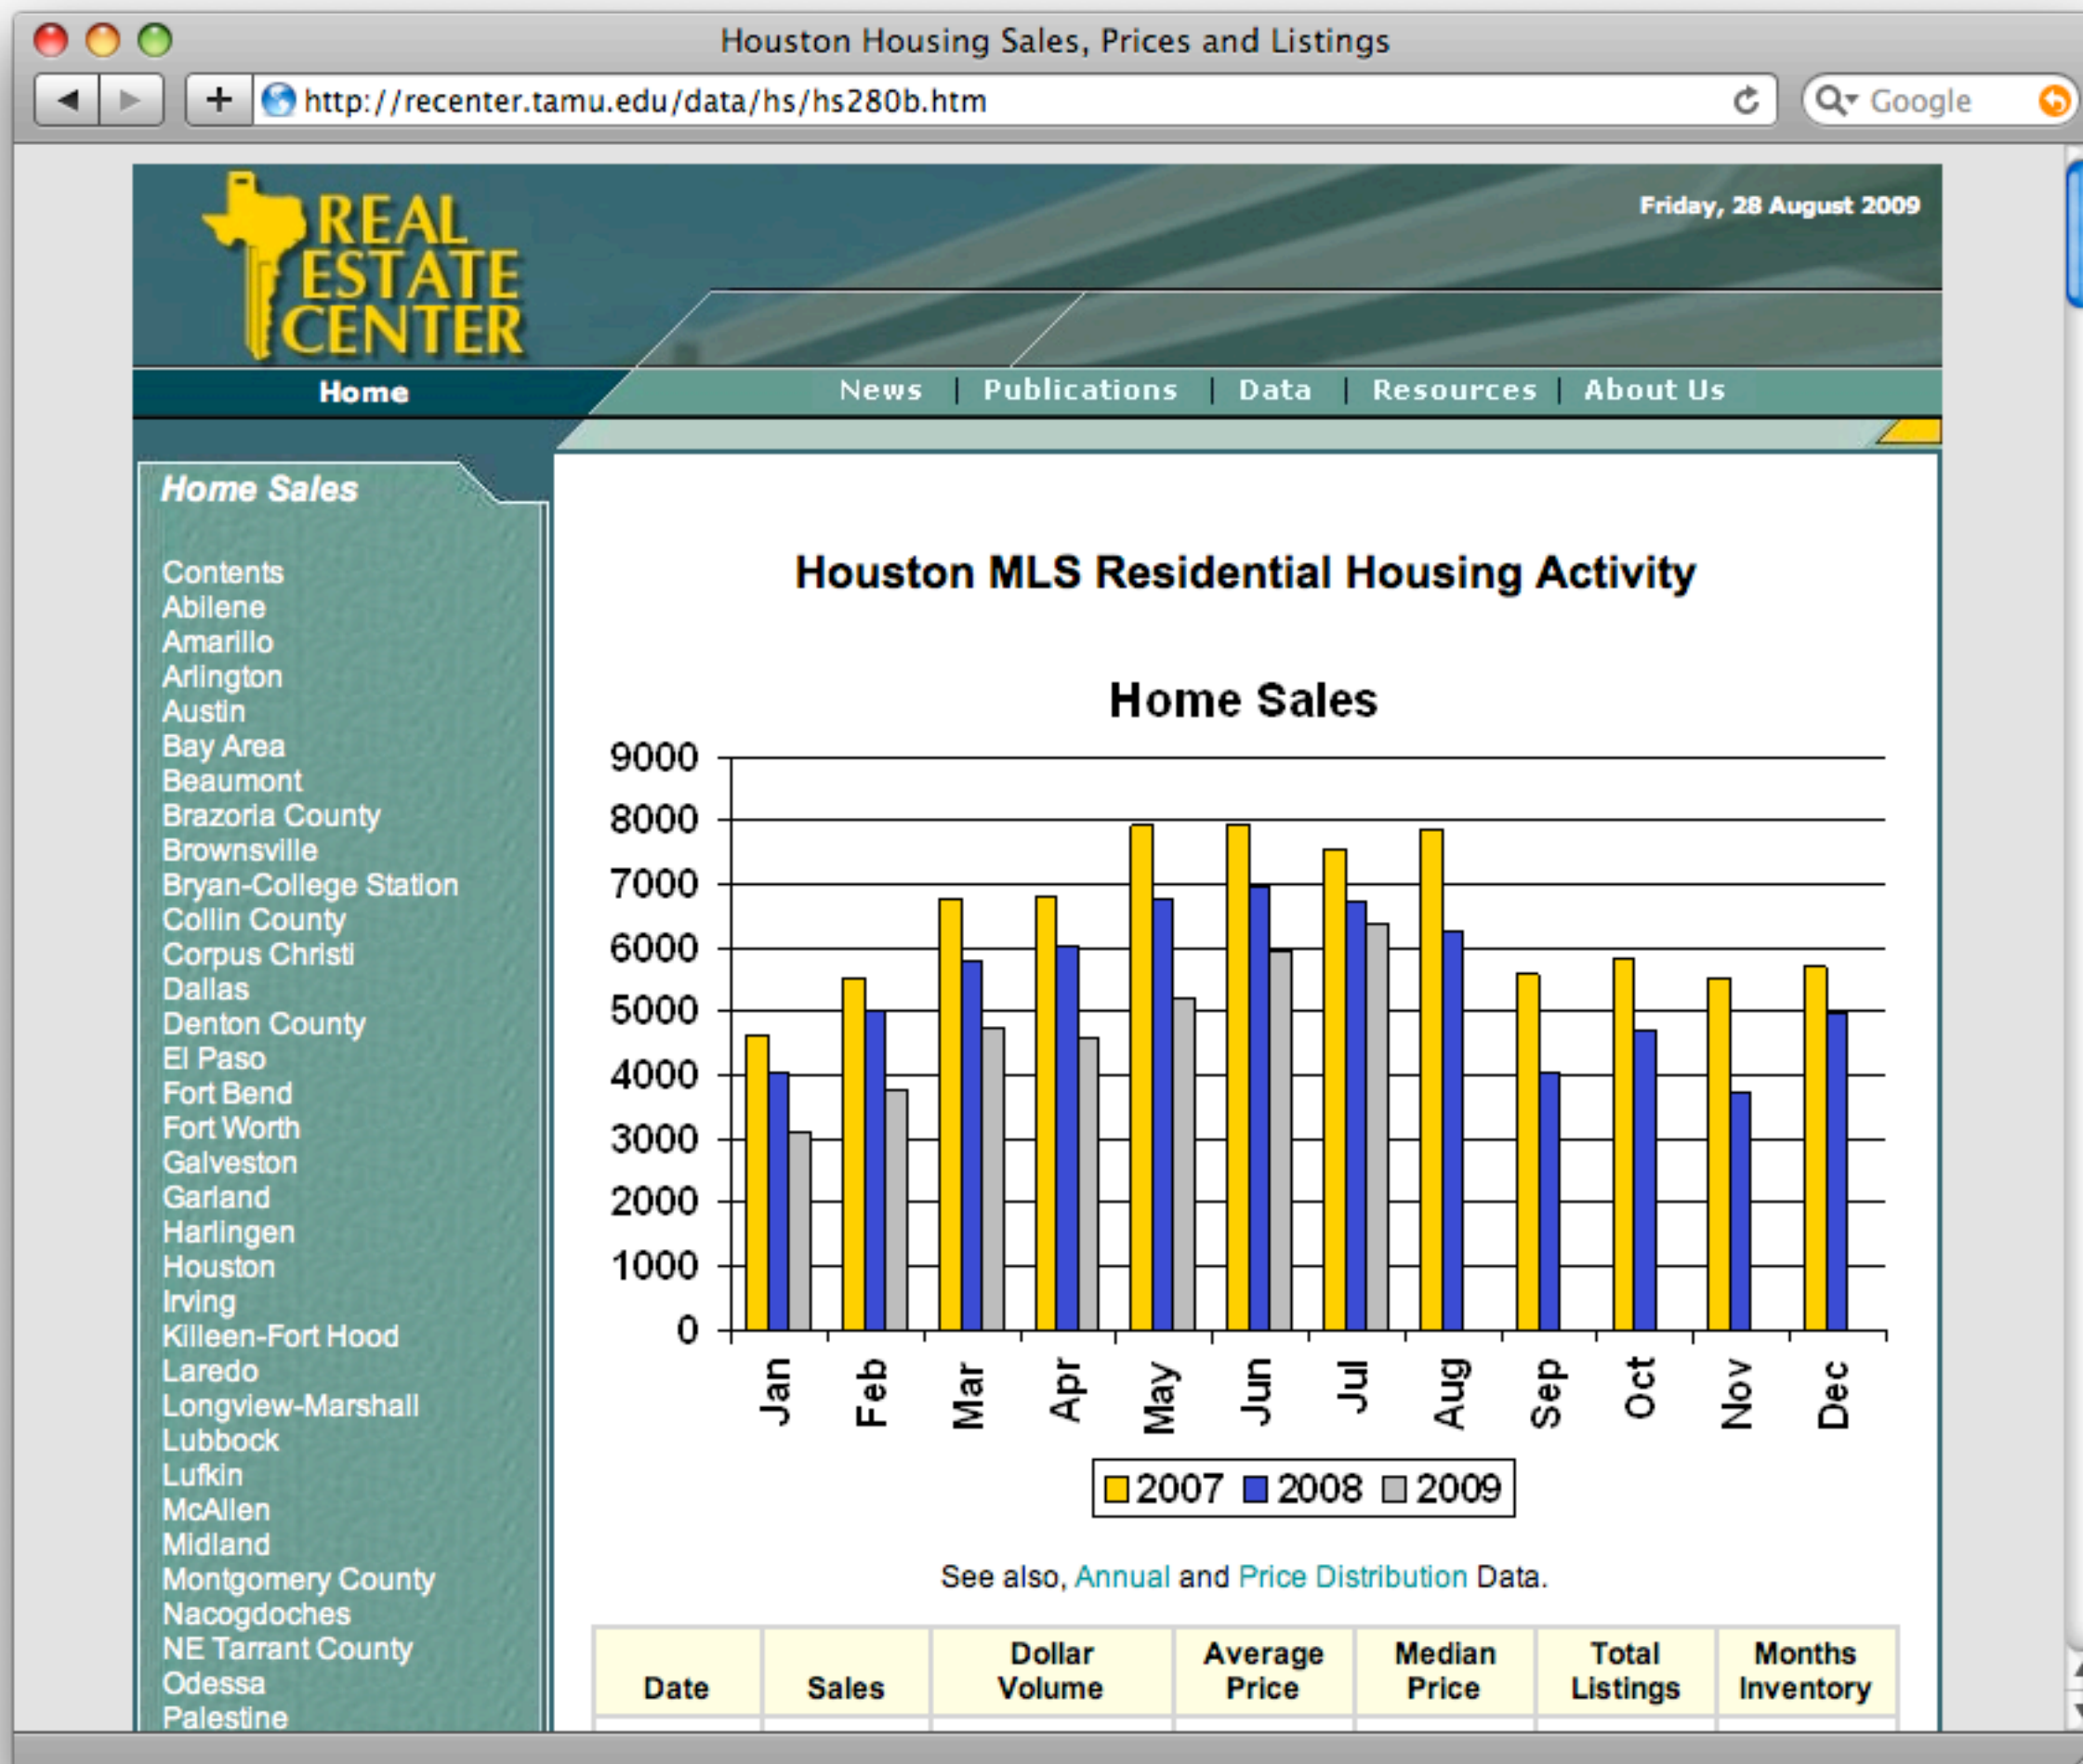 Houston Housing Sales, Prices and Listings
http://recenter.tamu.edu/data/hs/hs280b.htm
Google
REAL
ESTATE
CENTER
Friday, 28 August 2009
Home
News | Publications | Data | Resources | About Us
Home Sales
Contents
Abilene
Amarillo
Arlington
Austin
Bay Area
Beaumont
Brazoria County
Brownsville
Bryan-College Station
Collin County
Corpus Christi
Dallas
Denton County
El Paso
Fort Bend
Fort Worth
Galveston
Garland
Harlingen
Houston
Irving
Killeen-Fort Hood
Laredo
Longview-Marshall
Lubbock
Lufkin
McAllen
Midland
Montgomery County
Nacogdoches
NE Tarrant County
Odessa
Palestine
Houston MLS Residential Housing Activity
Home Sales
9000
8000
7000
6000
5000
4000
3000
2000
1000
0
Jan Feb Mar Apr May Jun Jul Aug Sep Oct Nov Dec
2007 2008 2009
See also, Annual and Price Distribution Data.
Date Sales Dollar Volume Average Price Median Price Total Listings Months Inventory